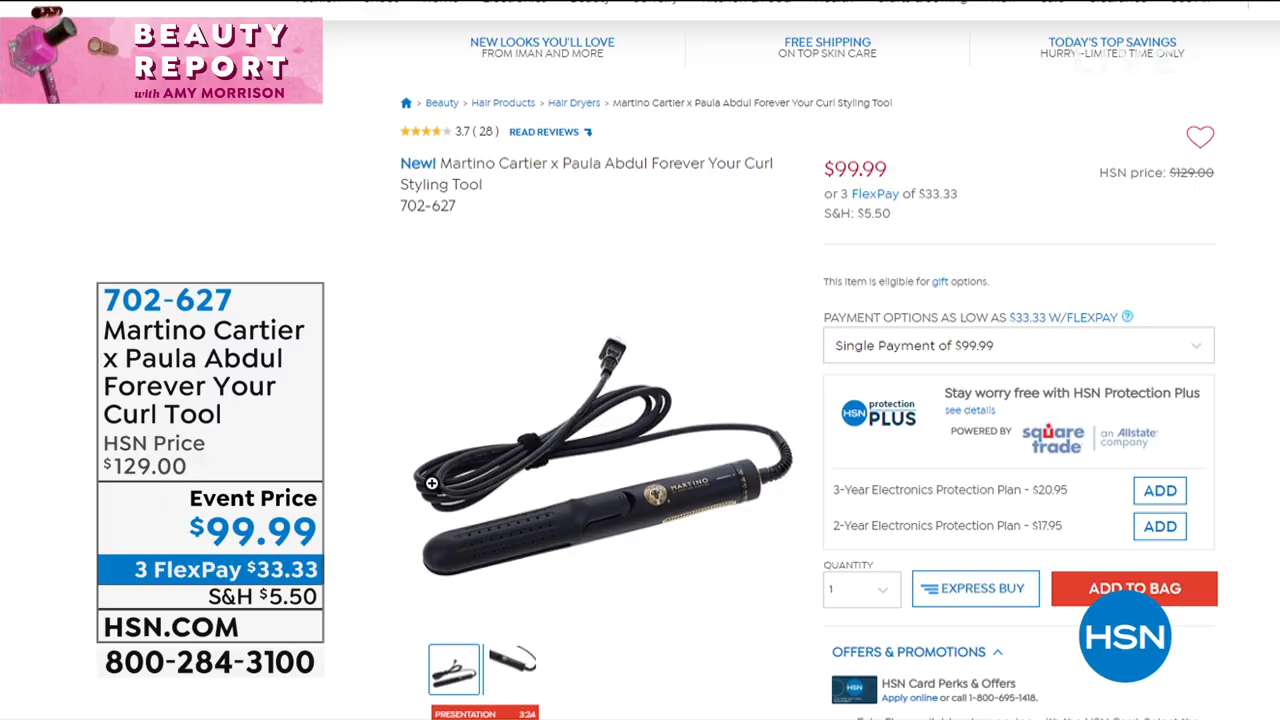 BEAUTY
REPORT
with AMY MORRISON
NEW LOOKS YOU'LL LOVE
FROM IMAN AND MORE
FREE SHIPPING
ON TOP SKIN CARE
TODAY'S TOP SAVINGS
HURRY-LIMITED TIME ONLY
LIVE
> Beauty > Hair Products > Hair Dryers > Martino Cartier x Paula Abdul Forever Your Curl Styling Tool
3.7 ( 28 ) READ REVIEWS
New! Martino Cartier x Paula Abdul Forever Your Curl
Styling Tool
702-627
$99.99
HSN price: $129.00
or 3 FlexPay of $33.33
S&H: $5.50
This item is eligible for gift options.
PAYMENT OPTIONS AS LOW AS $33.33 W/FLEXPAY ?
Single Payment of $99.99
HSN protection PLUS
Stay worry free with HSN Protection Plus
see details
POWERED BY square trade | an Allstate company
3-Year Electronics Protection Plan - $20.95 ADD
2-Year Electronics Protection Plan - $17.95 ADD
QUANTITY
1
EXPRESS BUY
ADD TO BAG
HSN
OFFERS & PROMOTIONS
HSN
HSN Card Perks & Offers
Apply online or call 1-800-695-1418.
MARTINO
PRESENTATION 3:24
702-627
Martino Cartier
x Paula Abdul
Forever Your
Curl Tool
HSN Price
$129.00
Event Price
$99.99
3 FlexPay $33.33
S&H $5.50
HSN.COM
800-284-3100